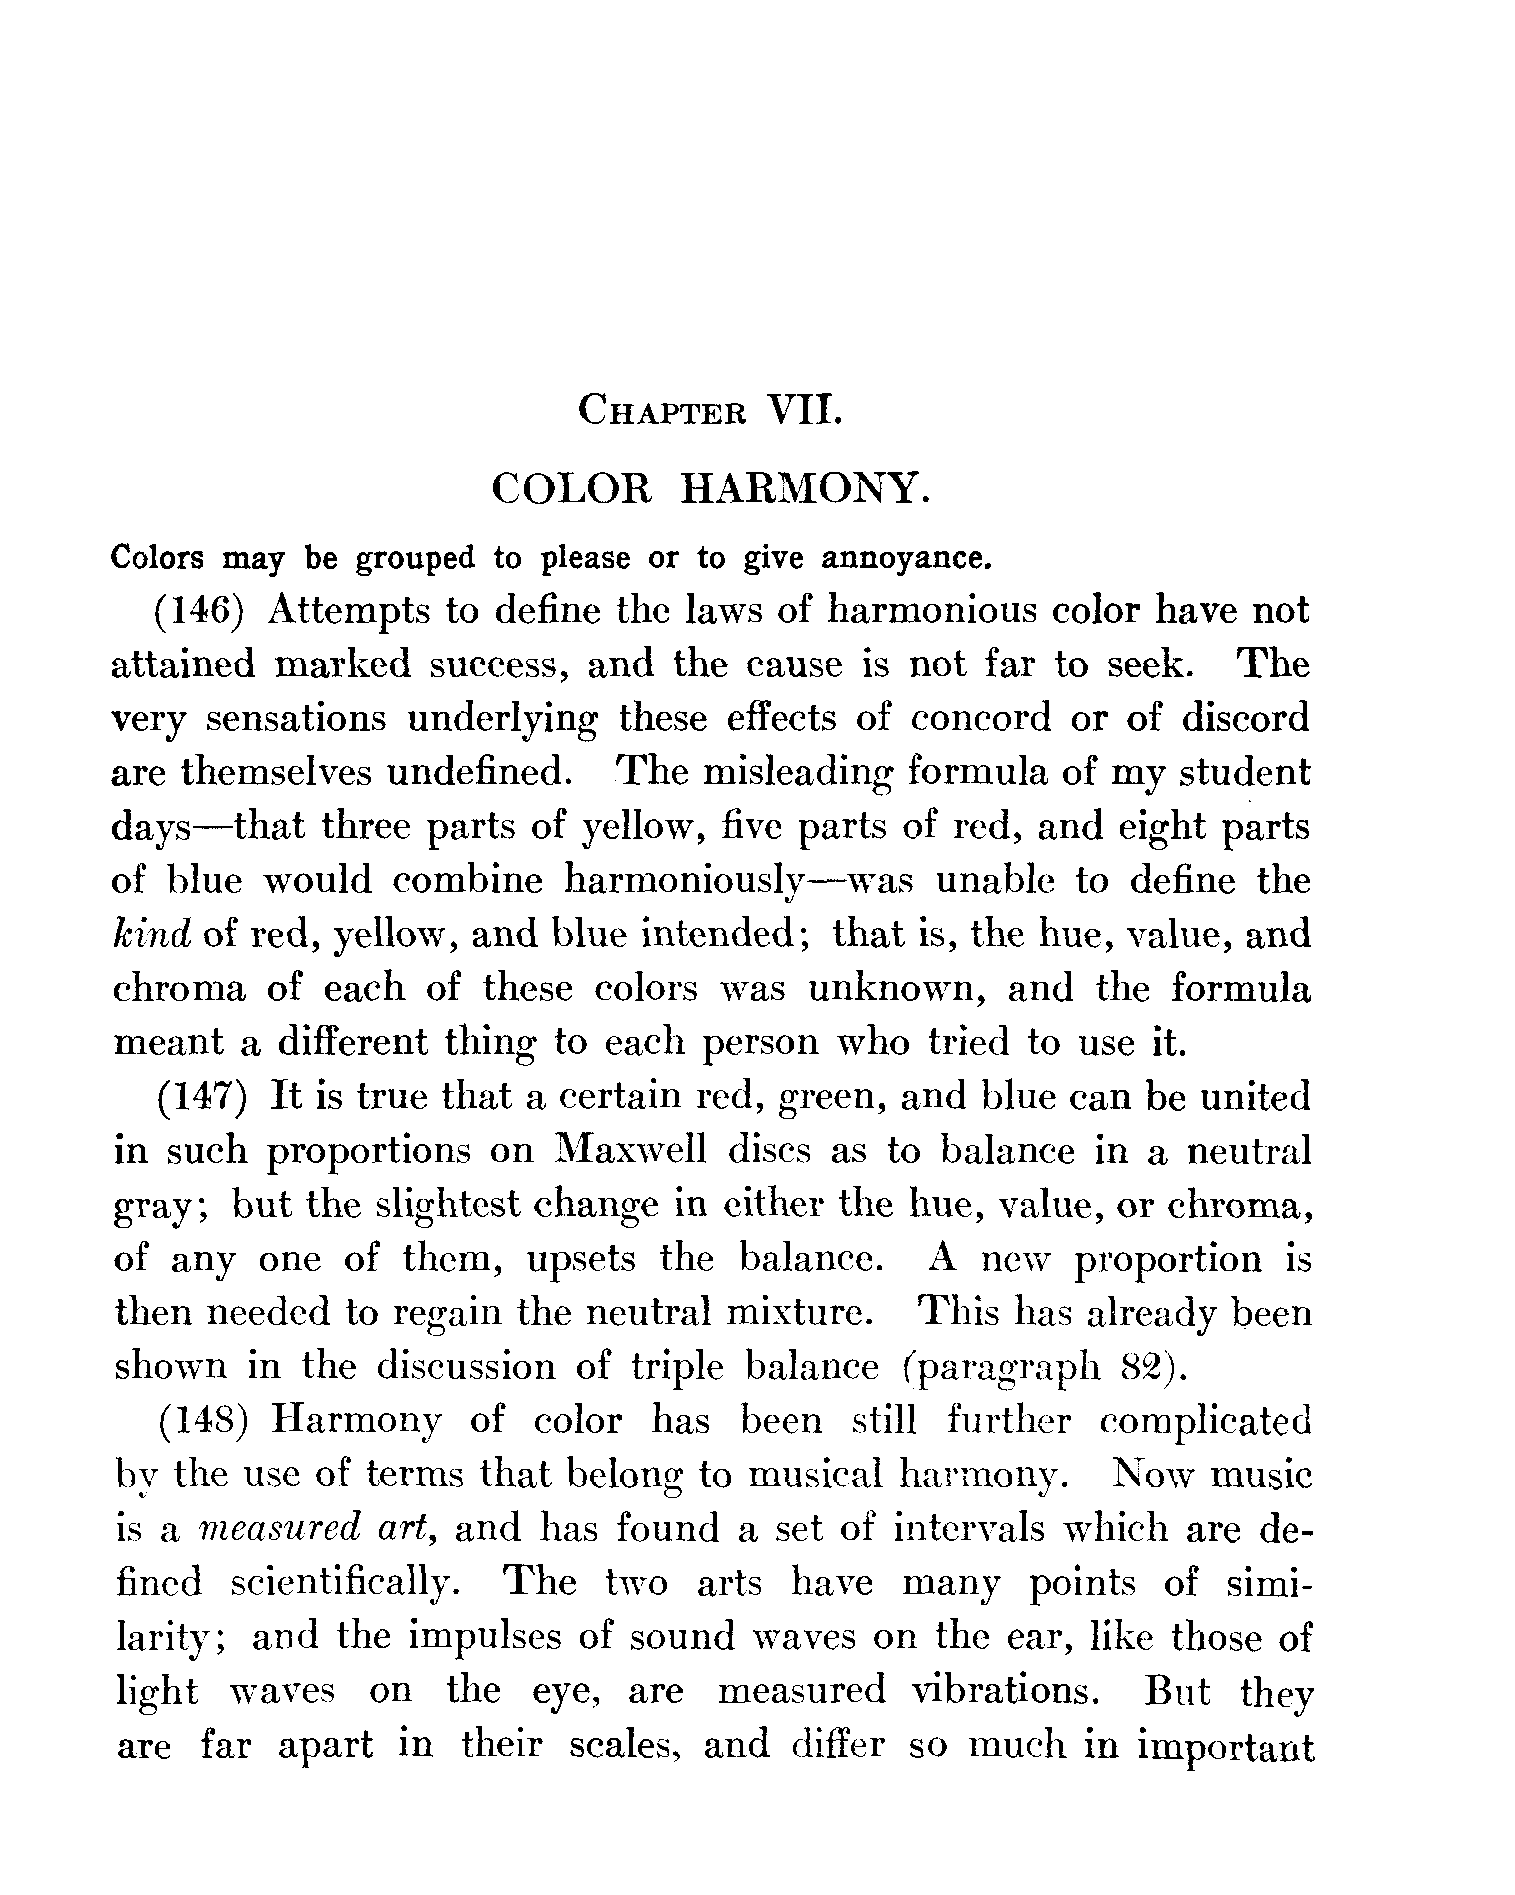 CHAPTER VII.
COLOR HARMONY.
Colors may be grouped to please or to give annoyance.
(146) Attempts to define the laws of harmonious color have not
attained marked success, and the cause is not far to seek. The
very sensations underlying these effects of concord or of discord
are themselves undefined. The misleading formula of my student
days—that three parts of yellow, five parts of red, and eight parts
of blue would combine harmoniously—was unable to define the
kind of red, yellow, and blue intended; that is, the hue, value, and
chroma of each of these colors was unknown, and the formula
meant a different thing to each person who tried to use it.
(147) It is true that a certain red, green, and blue can be united
in such proportions on Maxwell discs as to balance in a neutral
gray; but the slightest change in either the hue, value, or chroma,
of any one of them, upsets the balance. A new proportion is
then needed to regain the neutral mixture. This has already been
shown in the discussion of triple balance (paragraph 82).
(148) Harmony of color has been still further complicated
by the use of terms that belong to musical harmony. Now music
is a measured art, and has found a set of intervals which are de-
fined scientifically. The two arts have many points of simi-
larity; and the impulses of sound waves on the ear, like those of
light waves on the eye, are measured vibrations. But they
are far apart in their scales, and differ so much in important